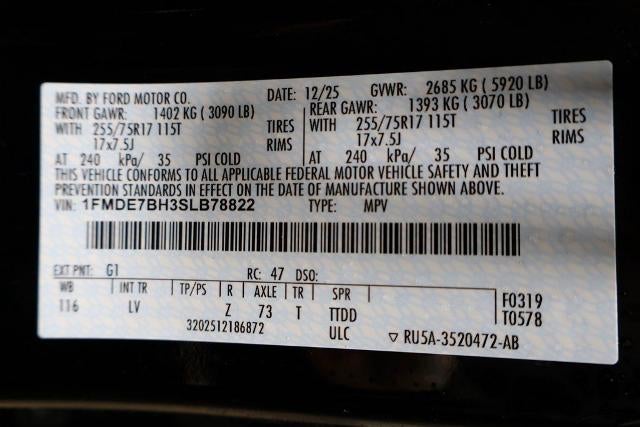 MFD. BY FORD MOTOR CO. DATE: 12/25 GVWR: 2685 KG ( 5920 LB)
FRONT GAWR: 1402 KG ( 3090 LB) REAR GAWR: 1393 KG ( 3070 LB)
WITH 255/75R17 115T TIRES WITH 255/75R17 115T TIRES
17x7.5J RIMS 17x7.5J RIMS
AT 240 kPa/ 35 PSI COLD AT 240 kPa/ 35 PSI COLD
THIS VEHICLE CONFORMS TO ALL APPLICABLE FEDERAL MOTOR VEHICLE SAFETY AND THEFT
PREVENTION STANDARDS IN EFFECT ON THE DATE OF MANUFACTURE SHOWN ABOVE.
VIN: 1FMDE7BH3SLB78822 TYPE: MPV
EXT PNT: G1 RC: 47 DSO:
WB INT TR TP/PS R AXLE TR SPR F0319
116 LV Z 73 T TTDD T0578
3202512186872 ULC ▽ RU5A-3520472-AB